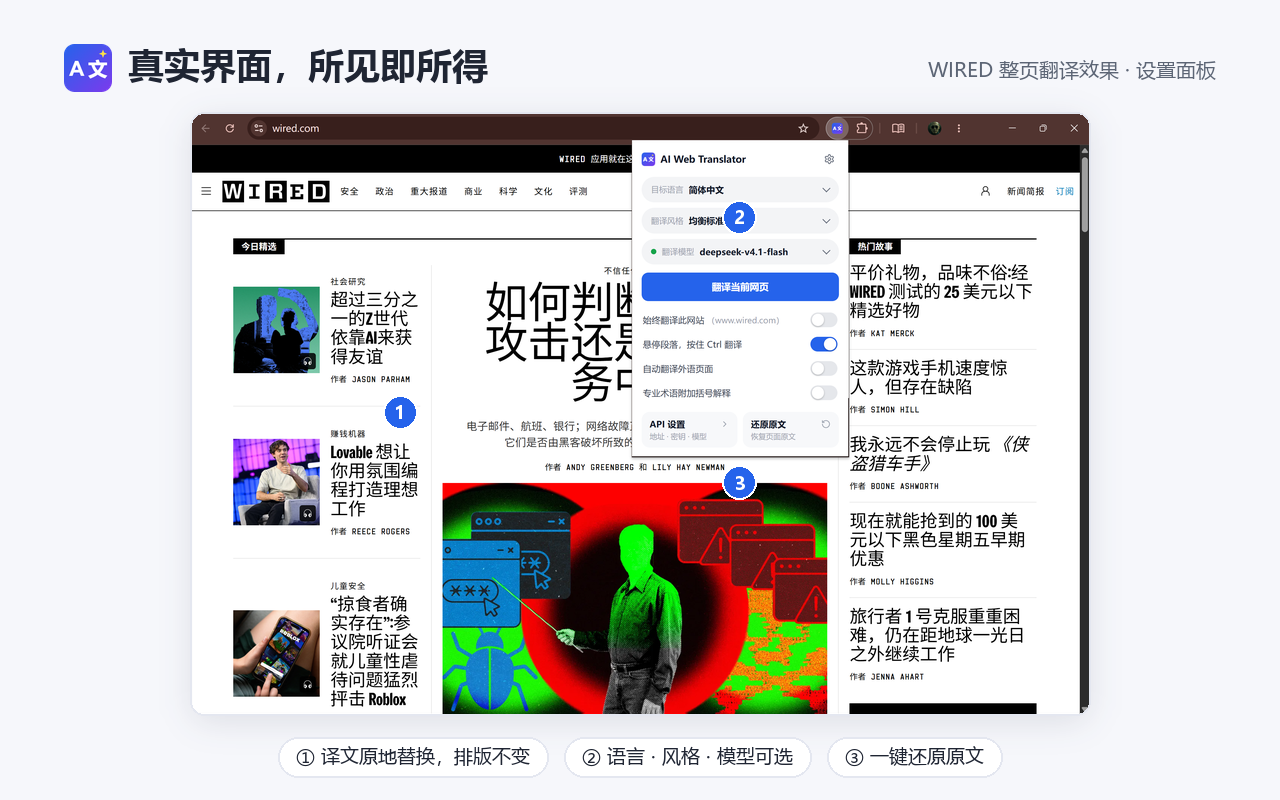 A文
真实界面，所见即所得
WIRED 整页翻译效果 · 设置面板
wired.com
WIRED 应用就在这
WIRED
安全 政治 重大报道 商业 科学 文化 评测
新闻简报 订阅
今日精选
社会研究
超过三分之
一的Z世代
依靠AI来获
得友谊
作者 JASON PARHAM
1
赚钱机器
Lovable 想让
你用氛围编
程打造理想
工作
作者 REECE ROGERS
儿童安全
“掠食者确
实存在”:参
议院听证会
就儿童性虐
待问题猛烈
抨击 Roblox
ROBLOX
不信任
如何判断
攻击还是
务中
电子邮件、航班、银行；网络故障
它们是否由黑客破坏所致的
作者 ANDY GREENBERG 和 LILY HAY NEWMAN
A文 AI Web Translator
目标语言 简体中文
翻译风格 均衡标准
2
翻译模型 deepseek-v4.1-flash
翻译当前网页
始终翻译此网站 (www.wired.com)
悬停段落，按住 Ctrl 翻译
自动翻译外语页面
专业术语附加括号解释
API 设置
地址 · 密钥 · 模型
还原原文
恢复页面原文
3
热门故事
平价礼物，品味不俗:经
WIRED 测试的 25 美元以下
精选好物
作者 KAT MERCK
这款游戏手机速度惊
人，但存在缺陷
作者 SIMON HILL
我永远不会停止玩 《侠
盗猎车手》
作者 BOONE ASHWORTH
现在就能抢到的 100 美
元以下黑色星期五早期
优惠
作者 MOLLY HIGGINS
旅行者 1 号克服重重困
难，仍在距地球一光日
之外继续工作
作者 JENNA AHART
① 译文原地替换，排版不变
② 语言 · 风格 · 模型可选
③ 一键还原原文